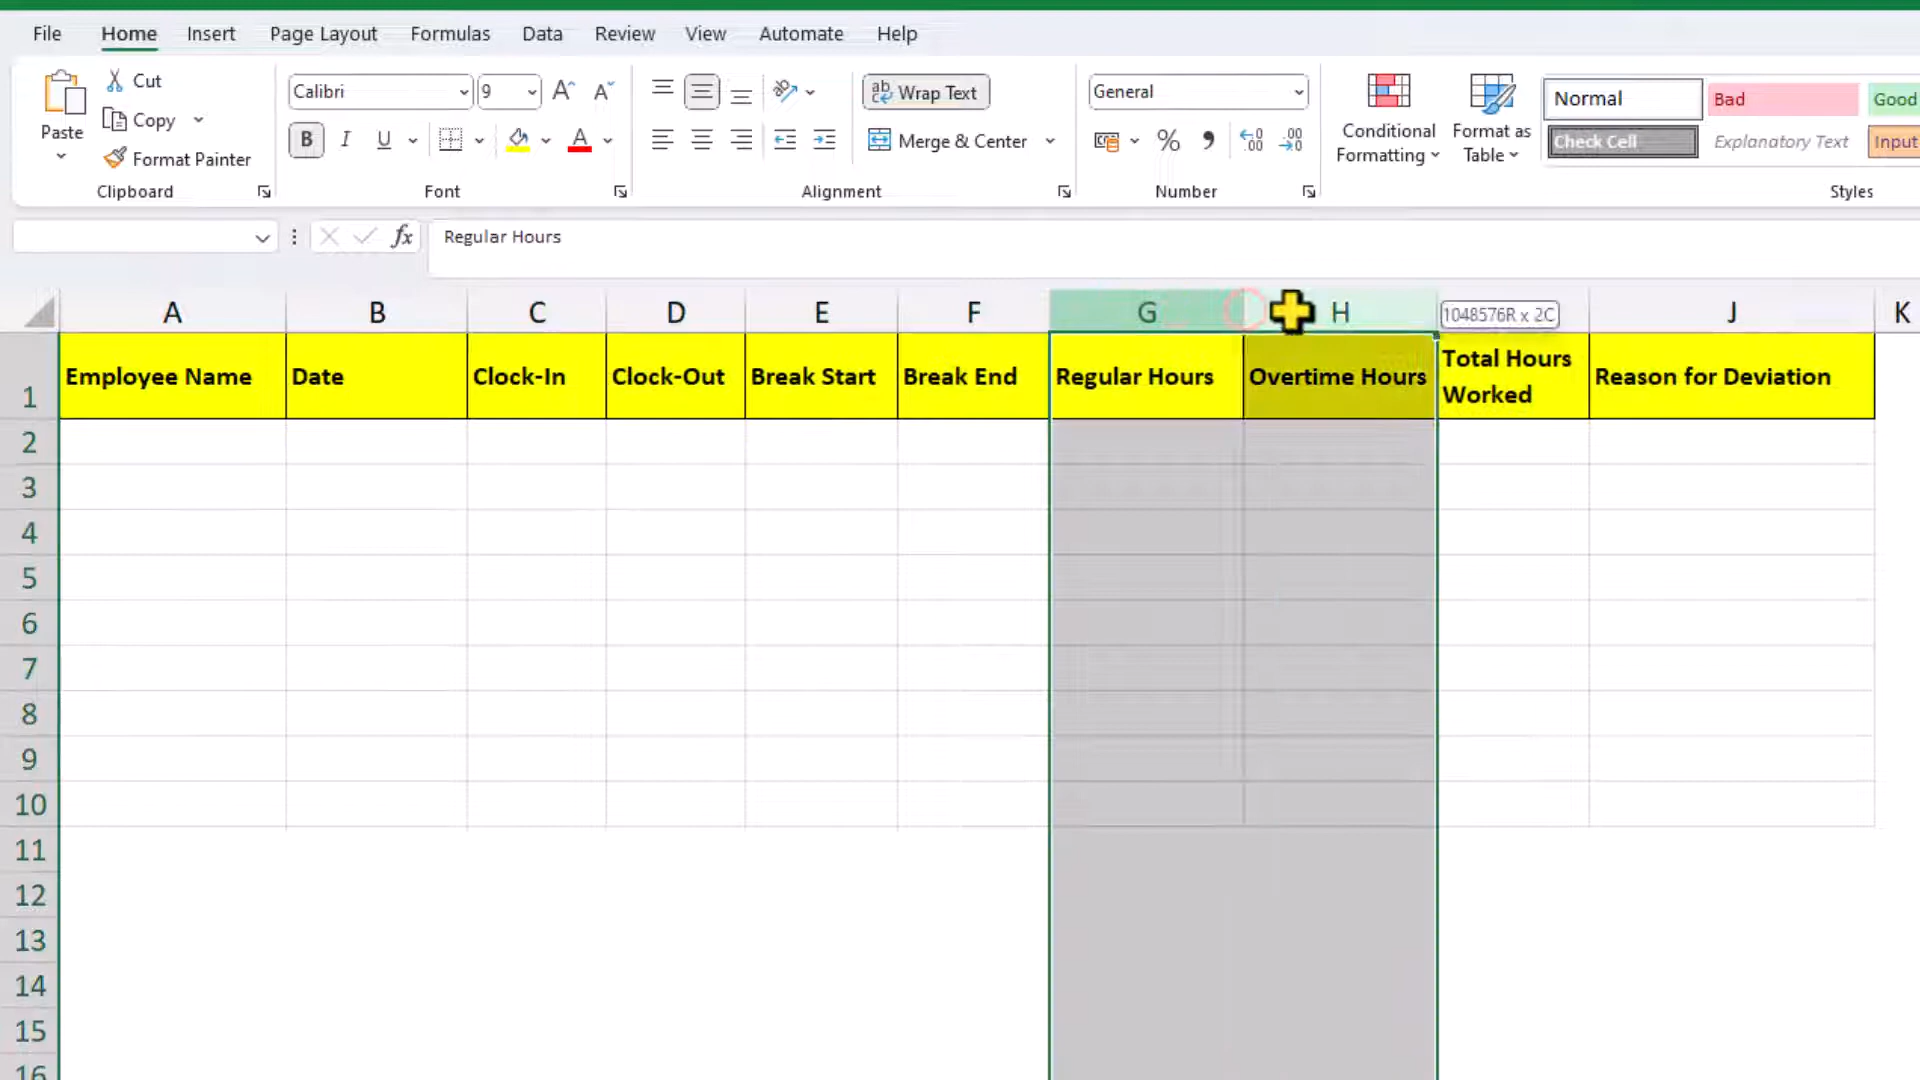 File Home Insert Page Layout Formulas Data Review View Automate Help
Paste
Cut
Copy
Format Painter
Clipboard
Calibri 9
B I U
Font
Wrap Text
Merge & Center
Alignment
General
Number
Conditional Formatting
Format as Table
Normal Bad Good
Check Cell Explanatory Text Input
Styles
fx Regular Hours
A B C D E F G H 1048576R x 2C J K
1 Employee Name Date Clock-In Clock-Out Break Start Break End Regular Hours Overtime Hours Total Hours Worked Reason for Deviation
2
3
4
5
6
7
8
9
10
11
12
13
14
15
16